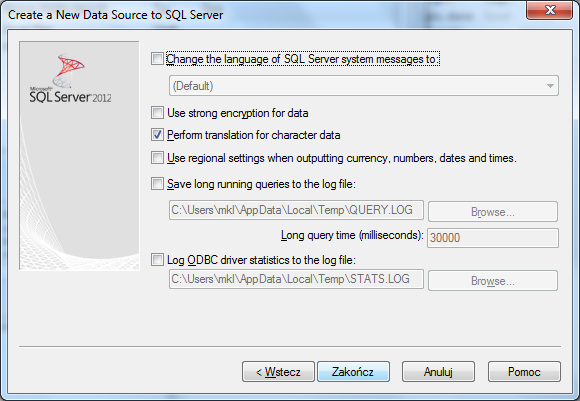 Create a New Data Source to SQL Server
Microsoft
SQL Server 2012
Change the language of SQL Server system messages to:
(Default)
Use strong encryption for data
Perform translation for character data
Use regional settings when outputting currency, numbers, dates and times.
Save long running queries to the log file:
C:\Users\mkl\AppData\Local\Temp\QUERY.LOG
Browse...
Long query time (milliseconds):
30000
Log ODBC driver statistics to the log file:
C:\Users\mkl\AppData\Local\Temp\STATS.LOG
Browse...
< Wstecz
Zakończ
Anuluj
Pomoc